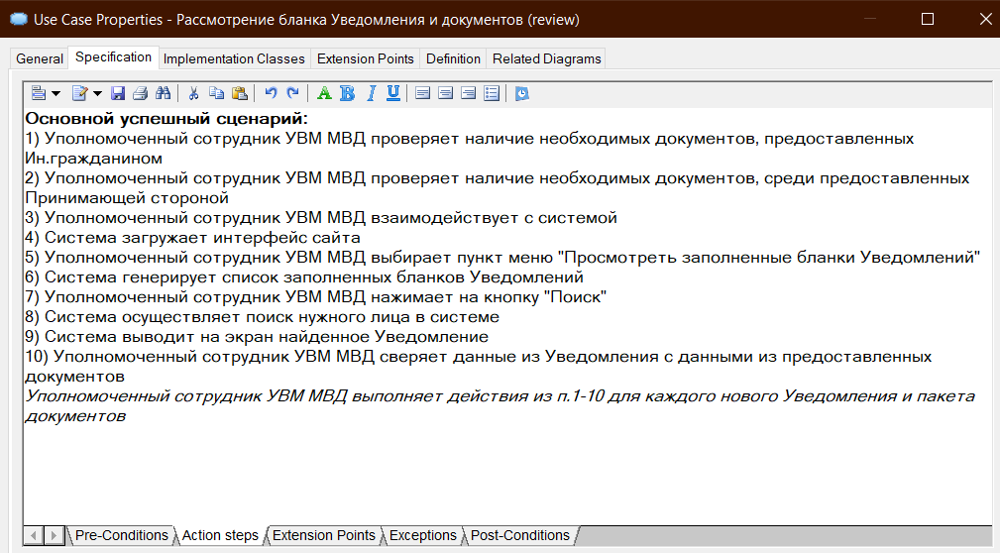 Use Case Properties - Рассмотрение бланка Уведомления и документов (review)
General Specification Implementation Classes Extension Points Definition Related Diagrams
A B I U
Основной успешный сценарий:
1) Уполномоченный сотрудник УВМ МВД проверяет наличие необходимых документов, предоставленных
Ин.гражданином
2) Уполномоченный сотрудник УВМ МВД проверяет наличие необходимых документов, среди предоставленных
Принимающей стороной
3) Уполномоченный сотрудник УВМ МВД взаимодействует с системой
4) Система загружает интерфейс сайта
5) Уполномоченный сотрудник УВМ МВД выбирает пункт меню "Просмотреть заполненные бланки Уведомлений"
6) Система генерирует список заполненных бланков Уведомлений
7) Уполномоченный сотрудник УВМ МВД нажимает на кнопку "Поиск"
8) Система осуществляет поиск нужного лица в системе
9) Система выводит на экран найденное Уведомление
10) Уполномоченный сотрудник УВМ МВД сверяет данные из Уведомления с данными из предоставленных
документов
Уполномоченный сотрудник УВМ МВД выполняет действия из п.1-10 для каждого нового Уведомления и пакета
документов
Pre-Conditions Action steps Extension Points Exceptions Post-Conditions